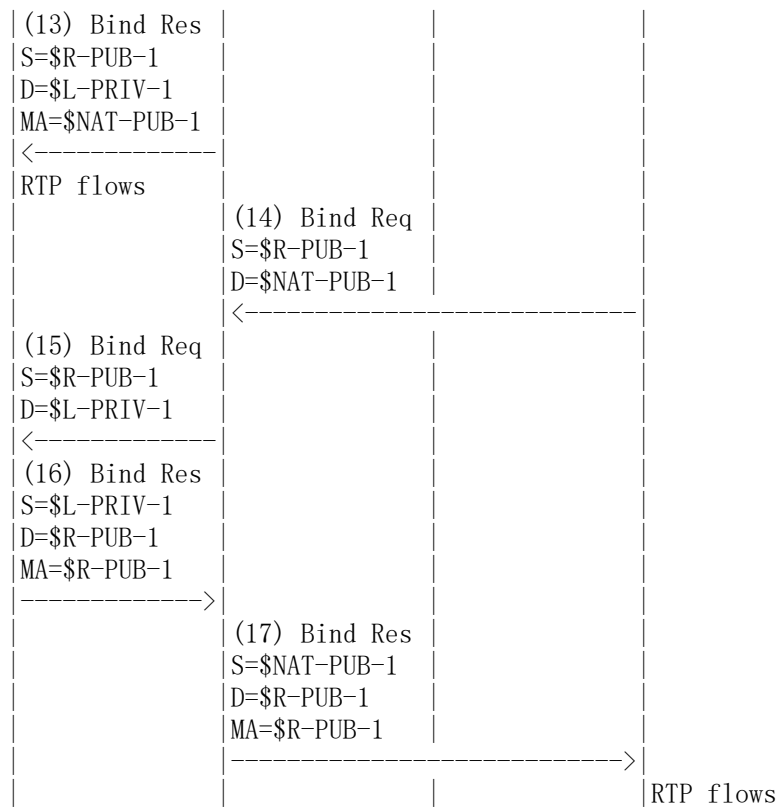 (13) Bind Res
S=$R-PUB-1
D=$L-PRIV-1
MA=$NAT-PUB-1
RTP flows
(14) Bind Req
S=$R-PUB-1
D=$NAT-PUB-1
(15) Bind Req
S=$R-PUB-1
D=$L-PRIV-1
(16) Bind Res
S=$L-PRIV-1
D=$R-PUB-1
MA=$R-PUB-1
(17) Bind Res
S=$NAT-PUB-1
D=$R-PUB-1
MA=$R-PUB-1
RTP flows